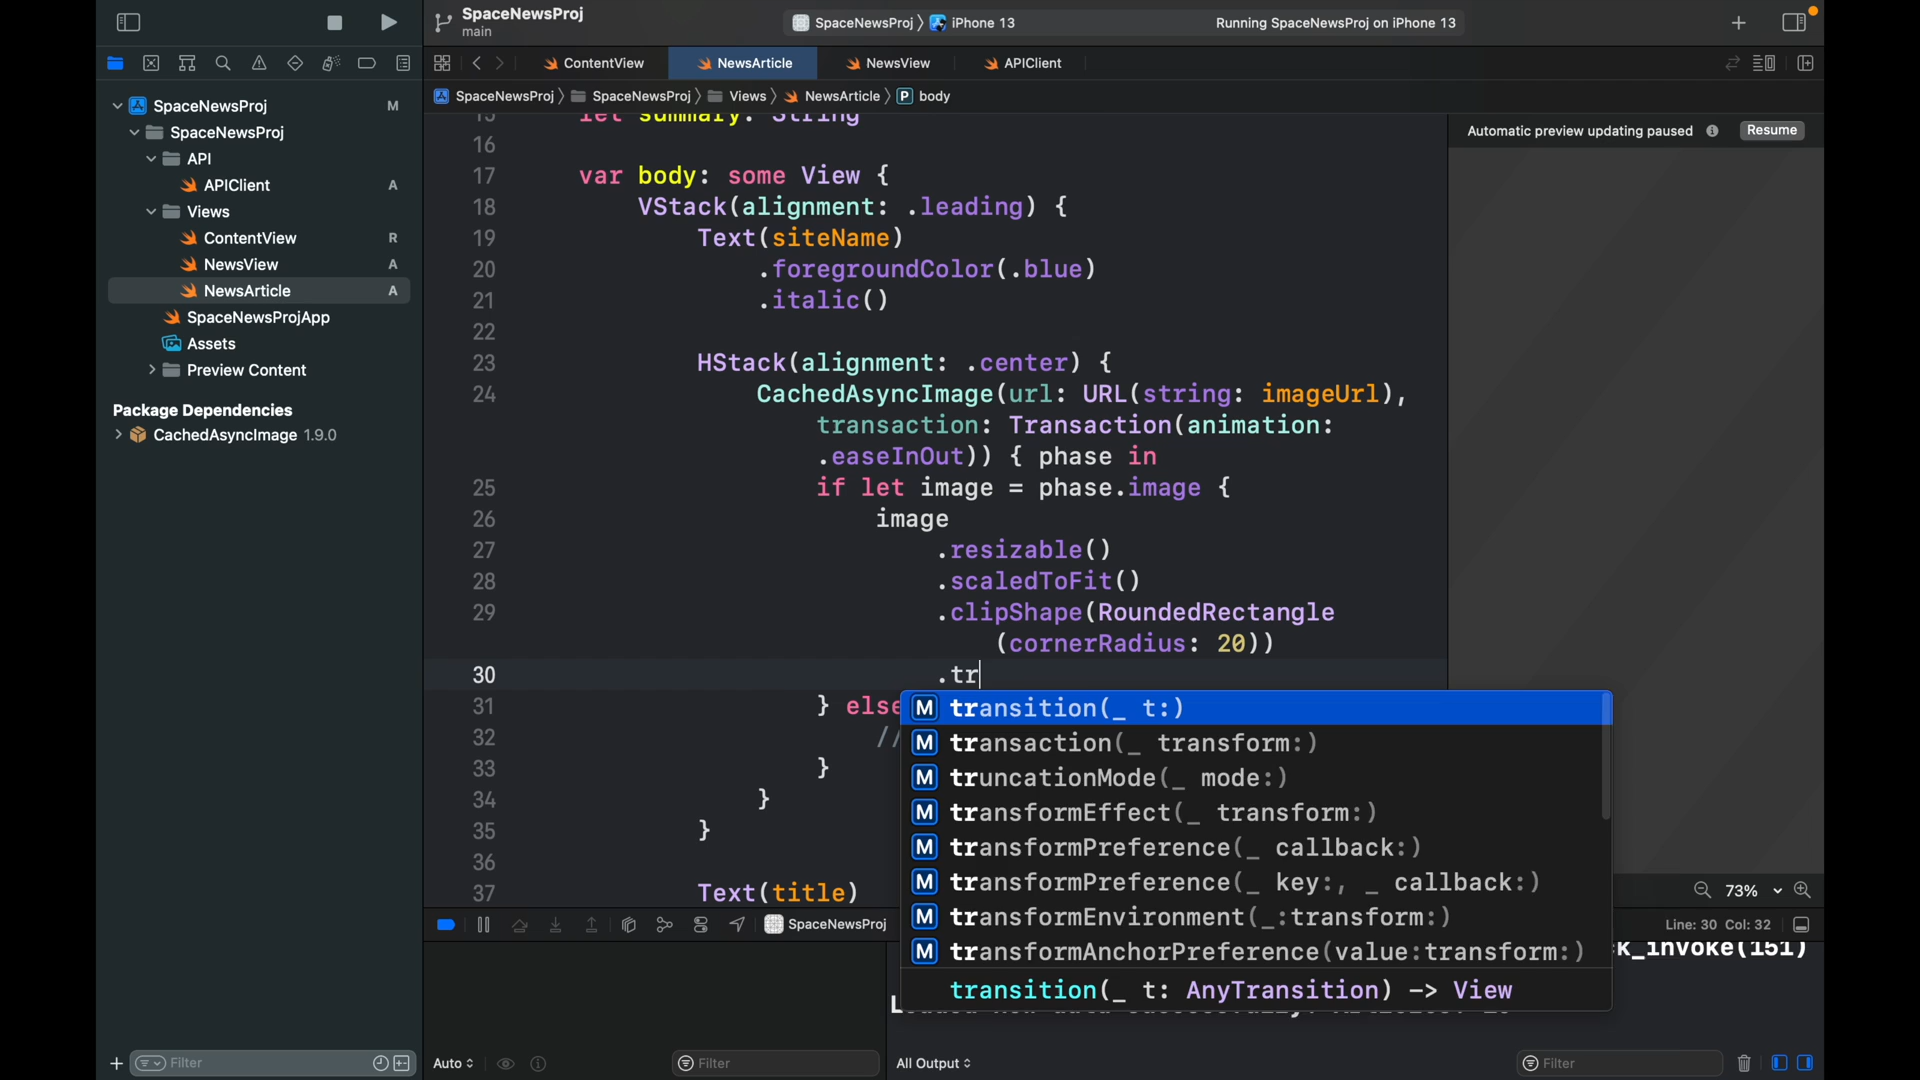 SpaceNewsProj
main
SpaceNewsProj 〉 iPhone 13
Running SpaceNewsProj on iPhone 13
ContentView
NewsArticle
NewsView
APIClient
SpaceNewsProj 〉 SpaceNewsProj 〉 Views 〉 NewsArticle 〉 P body
SpaceNewsProj M
SpaceNewsProj
API
APIClient A
Views
ContentView R
NewsView A
NewsArticle A
SpaceNewsProjApp
Assets
Preview Content
Package Dependencies
CachedAsyncImage 1.9.0
Automatic preview updating paused
Resume
15 let summary: String
16
17 var body: some View {
18 VStack(alignment: .leading) {
19 Text(siteName)
20 .foregroundColor(.blue)
21 .italic()
22
23 HStack(alignment: .center) {
24 CachedAsyncImage(url: URL(string: imageUrl),
transaction: Transaction(animation:
.easeInOut)) { phase in
25 if let image = phase.image {
26 image
27 .resizable()
28 .scaledToFit()
29 .clipShape(RoundedRectangle
(cornerRadius: 20))
30 .tr
31 } else
32 //
33 }
34 }
35 }
36
37 Text(title)
M transition(_ t:)
M transaction(_ transform:)
M truncationMode(_ mode:)
M transformEffect(_ transform:)
M transformPreference(_ callback:)
M transformPreference(_ key:, _ callback:)
M transformEnvironment(_:transform:)
M transformAnchorPreference(value:transform:)
transition(_ t: AnyTransition) -> View
73%
SpaceNewsProj
Line: 30 Col: 32
k_invoke(151)
Filter
Auto
Filter
All Output
Filter